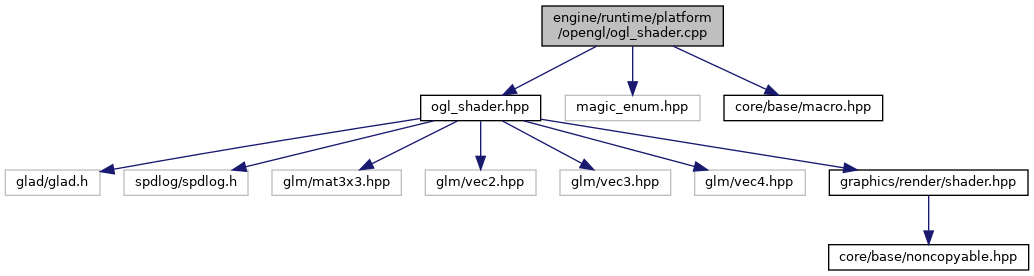 engine/runtime/platform
/opengl/ogl_shader.cpp
ogl_shader.hpp
magic_enum.hpp
core/base/macro.hpp
glad/glad.h
spdlog/spdlog.h
glm/mat3x3.hpp
glm/vec2.hpp
glm/vec3.hpp
glm/vec4.hpp
graphics/render/shader.hpp
core/base/noncopyable.hpp